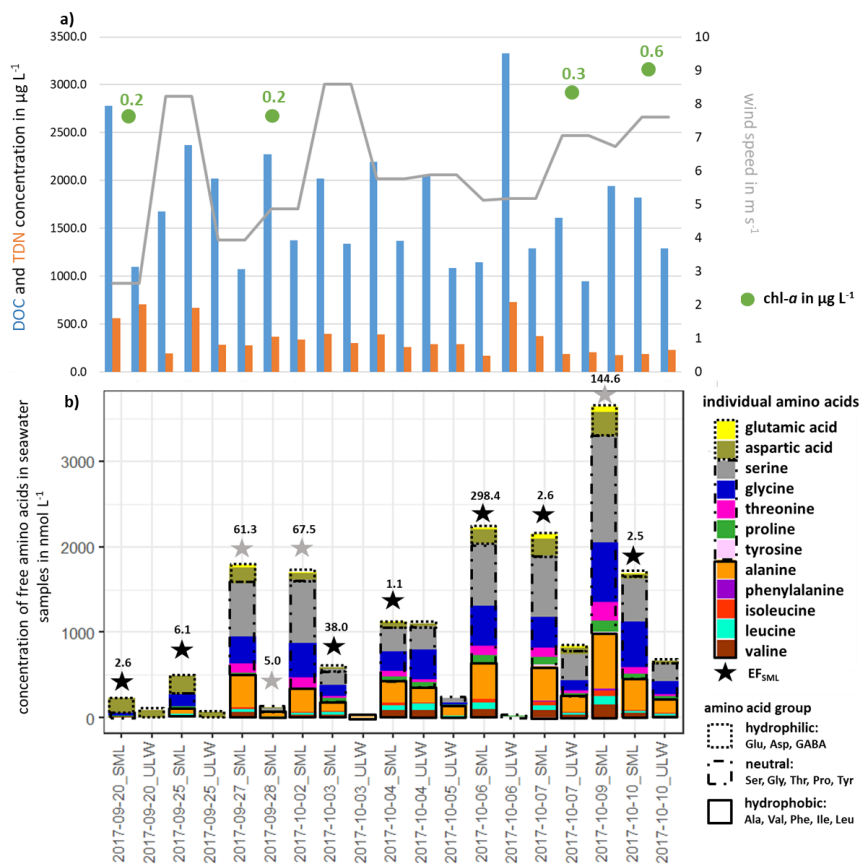 a)
3500.0
3000.0
2500.0
2000.0
1500.0
1000.0
500.0
0.0
DOC and TDN concentration in µg L-1
0.2
0.2
0.3
0.6
10
9
8
7
6
5
4
3
2
1
0
wind speed in m s-1
chl-a in µg L-1
b)
3000
2000
1000
0
concentration of free amino acids in seawater
samples in nmol L-1
2.6
6.1
61.3
5.0
67.5
38.0
1.1
298.4
2.6
144.6
2.5
2017-09-20_SML
2017-09-20_ULW
2017-09-25_SML
2017-09-25_ULW
2017-09-27_SML
2017-09-28_SML
2017-10-02_SML
2017-10-03_SML
2017-10-03_ULW
2017-10-04_SML
2017-10-04_ULW
2017-10-05_ULW
2017-10-06_SML
2017-10-06_ULW
2017-10-07_SML
2017-10-07_ULW
2017-10-09_SML
2017-10-10_SML
2017-10-10_ULW
individual amino acids
glutamic acid
aspartic acid
serine
glycine
threonine
proline
tyrosine
alanine
phenylalanine
isoleucine
leucine
valine
EFSML
amino acid group
hydrophilic:
Glu, Asp, GABA
neutral:
Ser, Gly, Thr, Pro, Tyr
hydrophobic:
Ala, Val, Phe, Ile, Leu